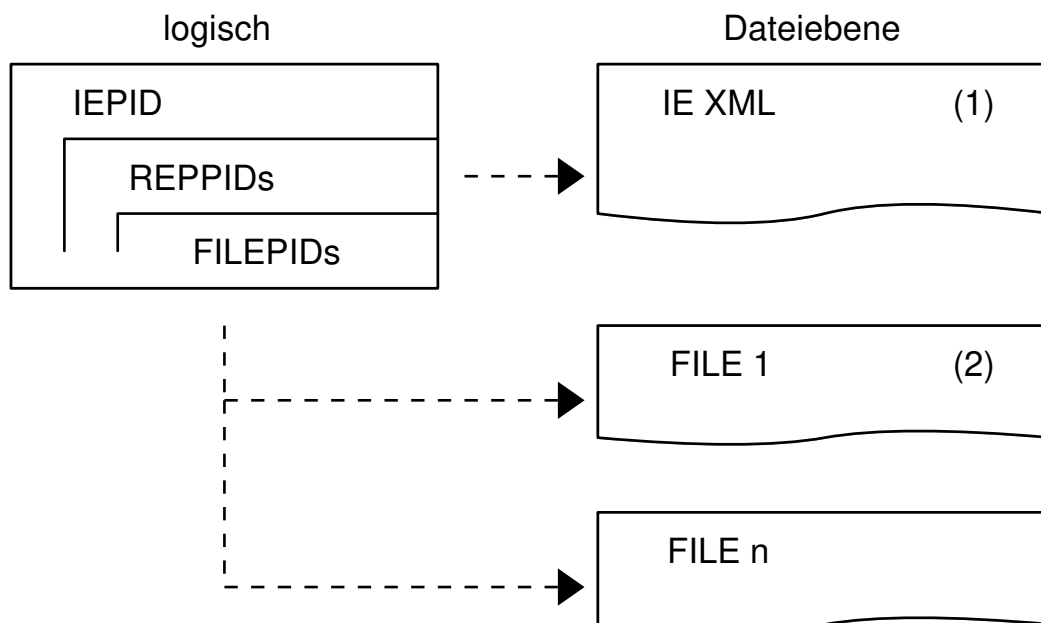 logisch
Dateiebene
IEPID
REPPIDs
FILEPIDs
IE XML (1)
FILE 1 (2)
FILE n